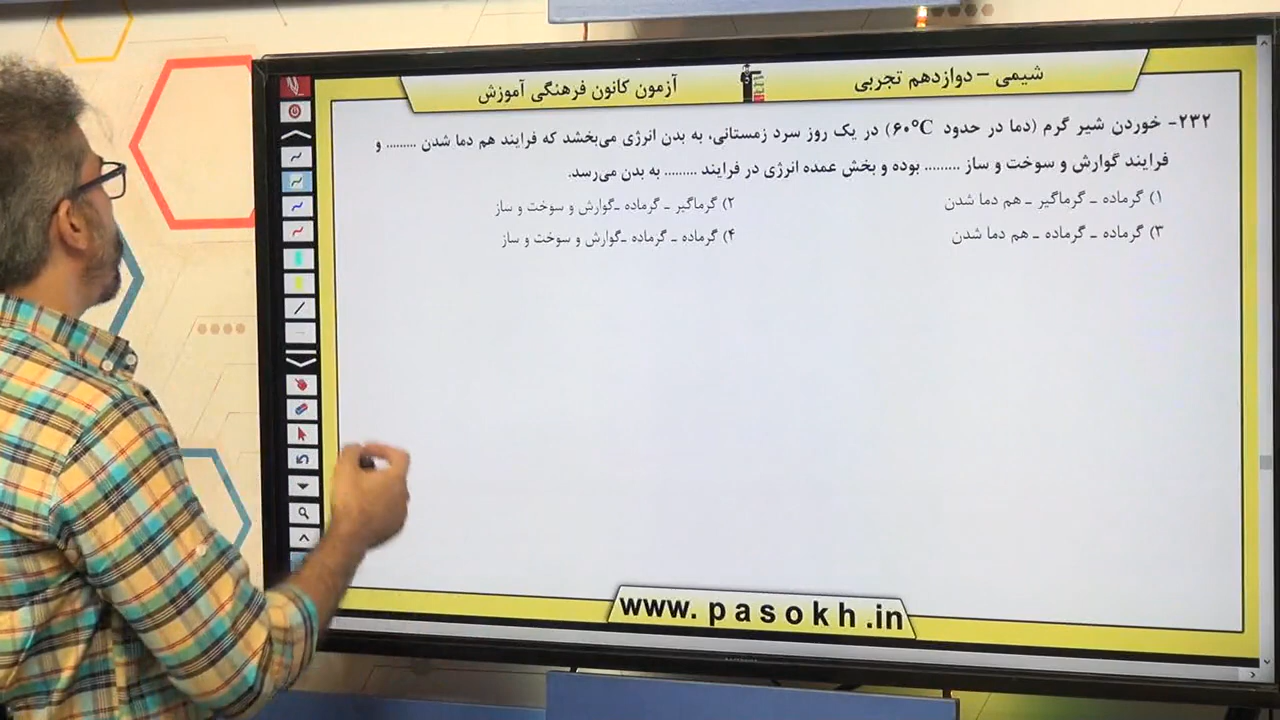 شیمی – دوازدهم تجربی
آزمون کانون فرهنگی آموزش
۲۳۲- خوردن شیر گرم (دما در حدود ۶۰°C) در یک روز سرد زمستانی، به بدن انرژی می‌بخشد که فرایند هم دما شدن ......... و
فرایند گوارش و سوخت و ساز ......... بوده و بخش عمده انرژی در فرایند ......... به بدن می‌رسد.
۱) گرماده ـ گرماگیر ـ هم دما شدن
۲) گرماگیر ـ گرماده ـگوارش و سوخت و ساز
۳) گرماده ـ گرماده ـ هم دما شدن
۴) گرماده ـ گرماده ـگوارش و سوخت و ساز
www.pasokh.in